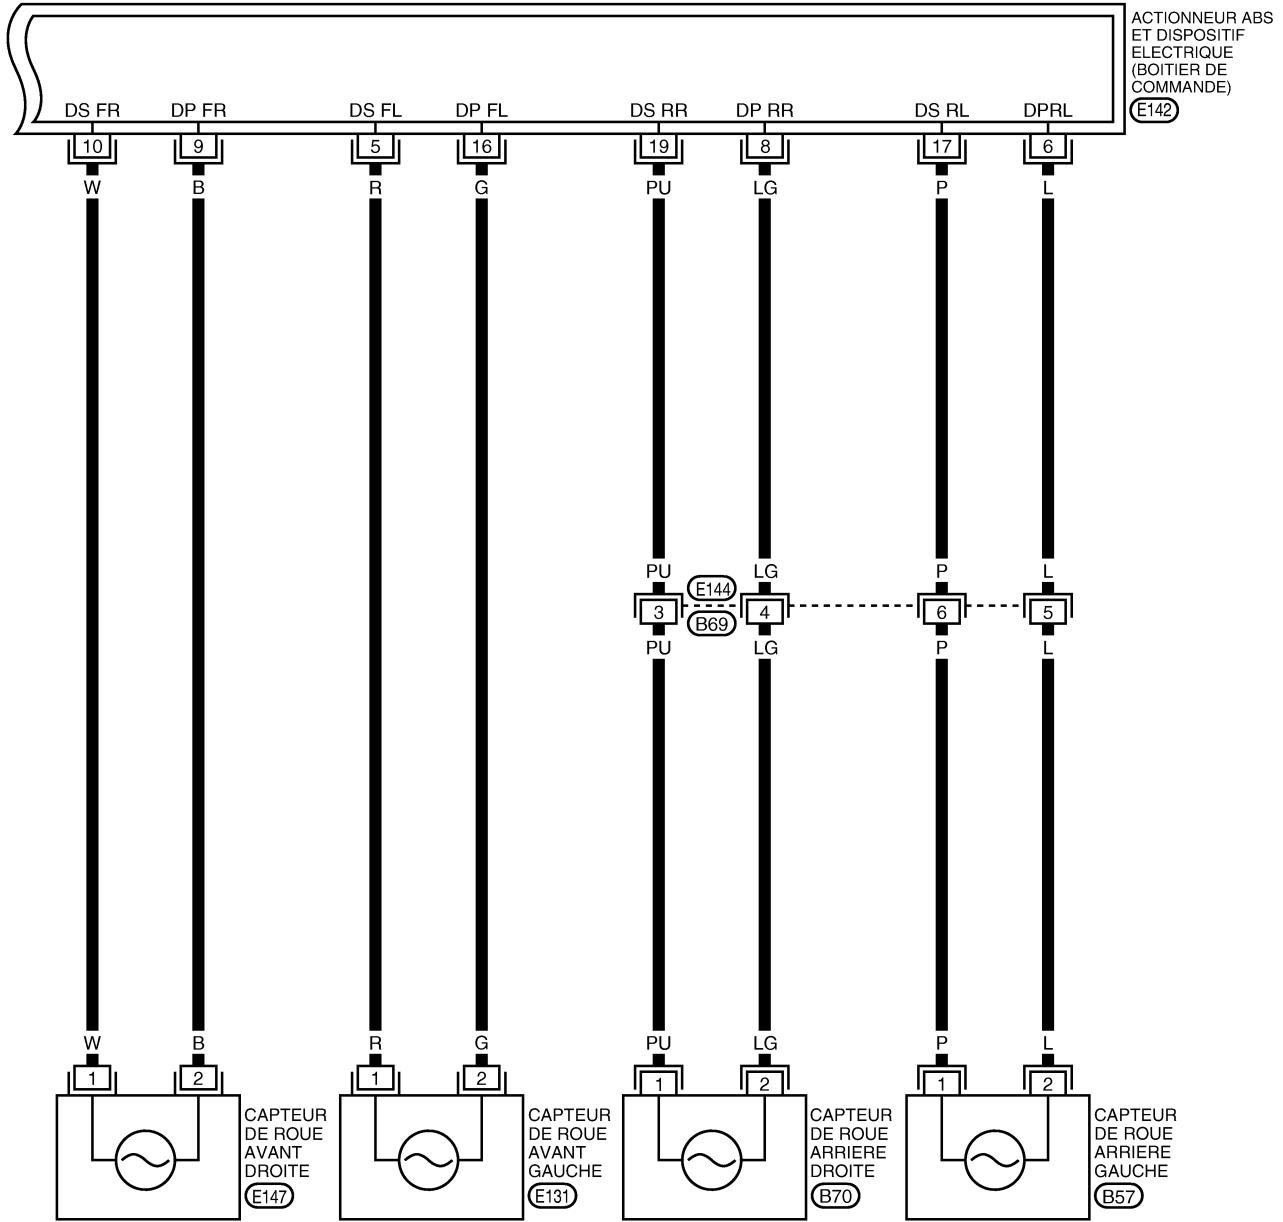 ACTIONNEUR ABS
ET DISPOSITIF
ELECTRIQUE
(BOITIER DE
COMMANDE)
E142
DS FR DP FR DS FL DP FL DS RR DP RR DS RL DPRL
10 9 5 16 19 8 17 6
W B R G PU LG P L
PU LG P L
E144
3 4 6 5
B69
PU LG P L
W B R G PU LG P L
1 2 1 2 1 2 1 2
CAPTEUR
DE ROUE
AVANT
DROITE
E147
CAPTEUR
DE ROUE
AVANT
GAUCHE
E131
CAPTEUR
DE ROUE
ARRIERE
DROITE
B70
CAPTEUR
DE ROUE
ARRIERE
GAUCHE
B57